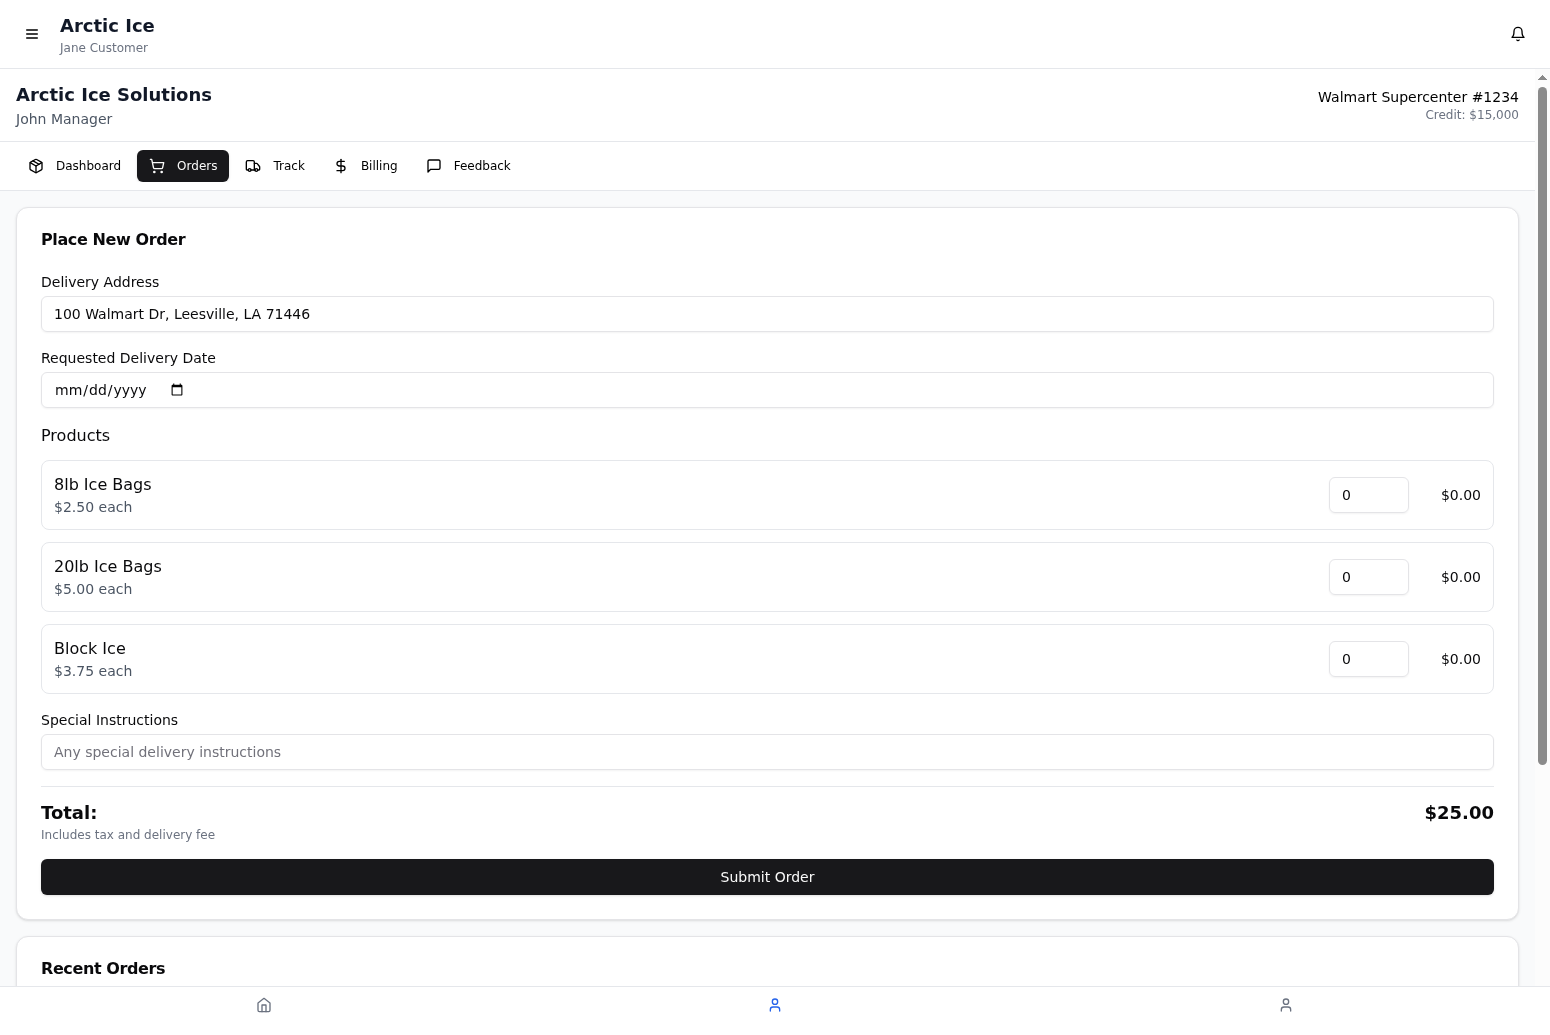 Arctic Ice
Jane Customer
Arctic Ice Solutions
John Manager
Walmart Supercenter #1234
Credit: $15,000
Dashboard
Orders
Track
Billing
Feedback
Place New Order
Delivery Address
100 Walmart Dr, Leesville, LA 71446
Requested Delivery Date
mm/dd/yyyy
Products
8lb Ice Bags
$2.50 each
0
$0.00
20lb Ice Bags
$5.00 each
0
$0.00
Block Ice
$3.75 each
0
$0.00
Special Instructions
Any special delivery instructions
Total:
$25.00
Includes tax and delivery fee
Submit Order
Recent Orders